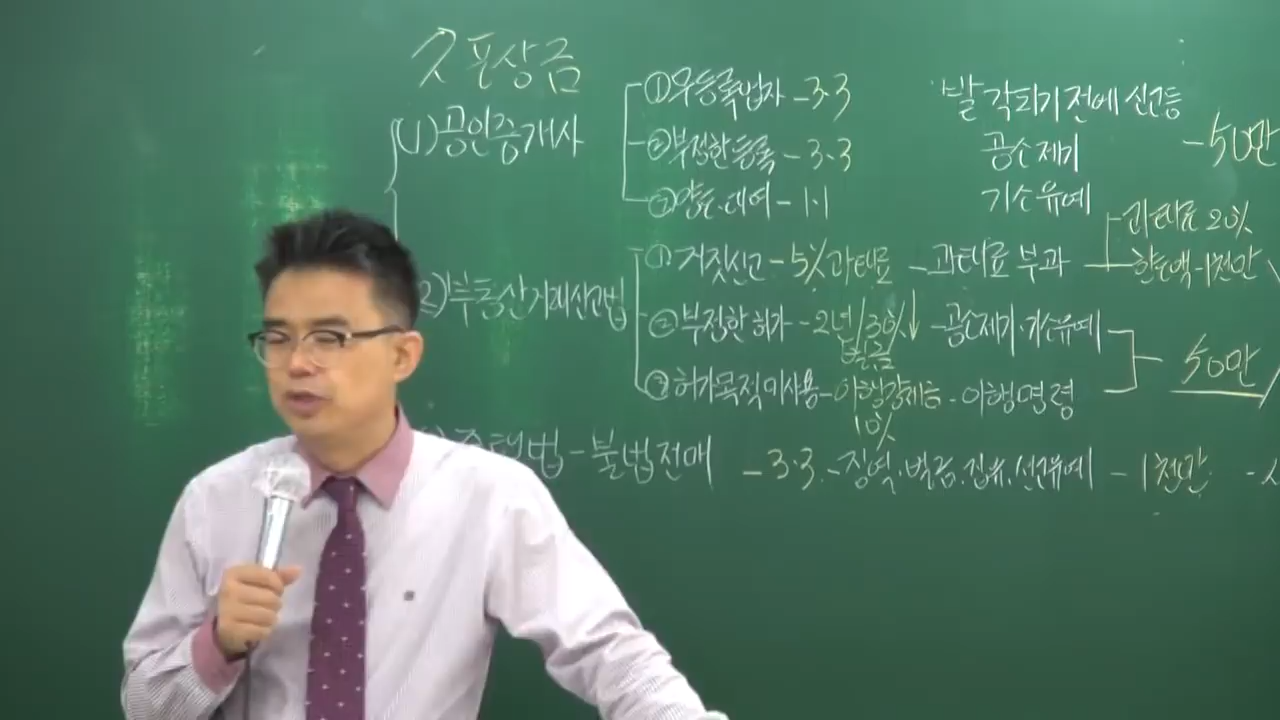 포상금
(1)공인중개사
①무등록업자 - 3.3
②부정한등록 - 3.3
③양도.대여 - 1.1
발각되기전에 신고등
공소제기
기소유예
- 50만
2)부동산거래신고법
①거짓신고 - 5% 과태료 - 과태료 부과
과태료 20%
한도액 - 1천만
②부정한허가 - 2년/30%↓ - 공소제기.기소유예
벌금
③허가목적미사용 - 이행강제금 - 이행명령
10%
50만
주택법 - 불법전매 - 3.3. - 징역.벌금.집유.선고유예 - 1천만